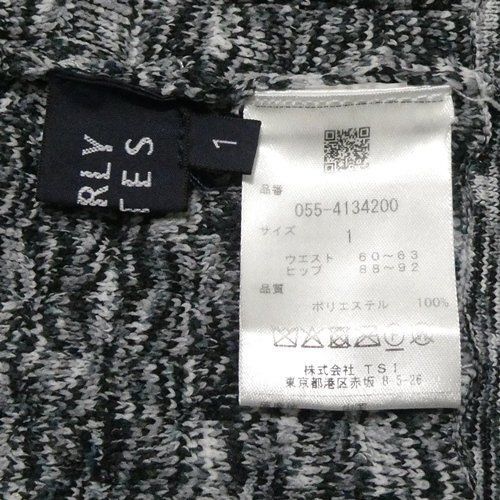 RLY
TES
1
品番
055-4134200
サイズ
1
ウエスト 60~63
ヒップ 88~92
品質
ポリエステル 100%
株式会社 TSI
東京都港区赤坂 8-5-26